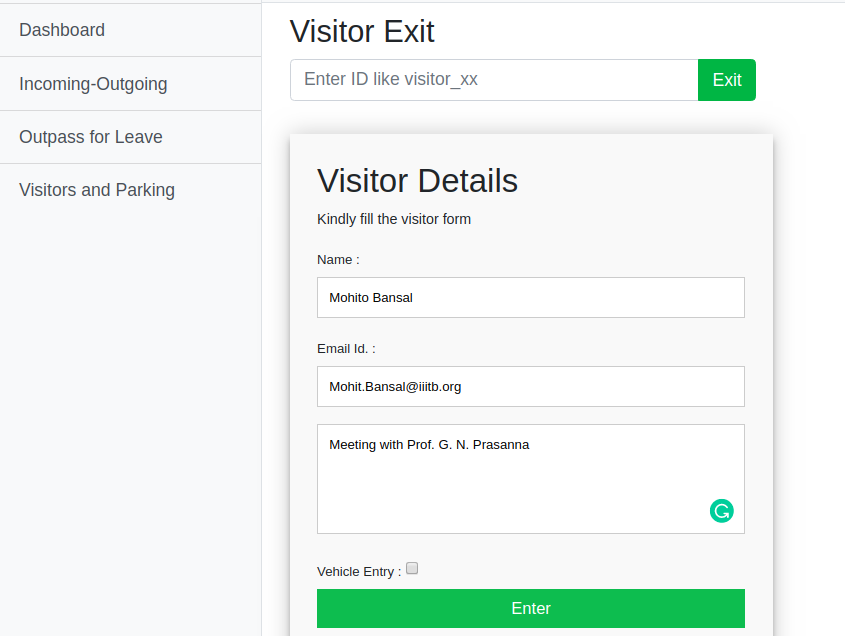 Dashboard
Incoming-Outgoing
Outpass for Leave
Visitors and Parking
Visitor Exit
Enter ID like visitor_xx
Exit
Visitor Details
Kindly fill the visitor form
Name :
Mohito Bansal
Email Id. :
Mohit.Bansal@iiitb.org
Meeting with Prof. G. N. Prasanna
Vehicle Entry :
Enter